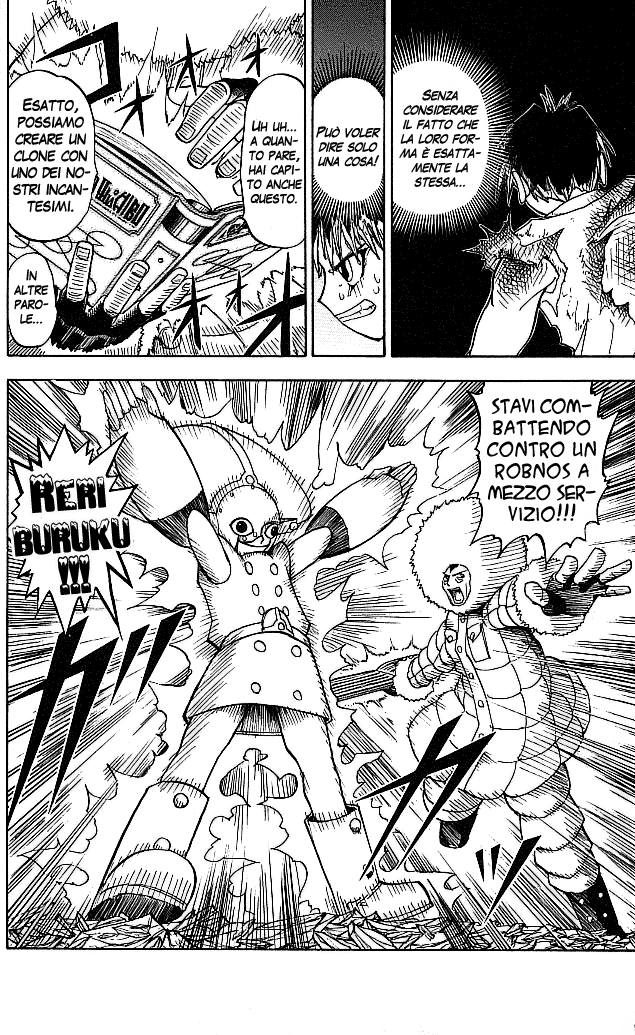 SENZA
CONSIDERARE
IL FATTO CHE
LA LORO FOR-
MA È ESATTA-
MENTE LA
STESSA...
PUÒ VOLER
DIRE SOLO
UNA COSA!
UH UH...
A QUAN-
TO PARE,
HAI CAPI-
TO ANCHE
QUESTO.
ESATTO,
POSSIAMO
CREARE UN
CLONE CON
UNO DEI NO-
STRI INCAN-
TESIMI.
IN
ALTRE
PARO-
LE...
STAVI COM-
BATTENDO
CONTRO UN
ROBNOS A
MEZZO SER-
VIZIO!!!
RERI
BURUKU
!!!